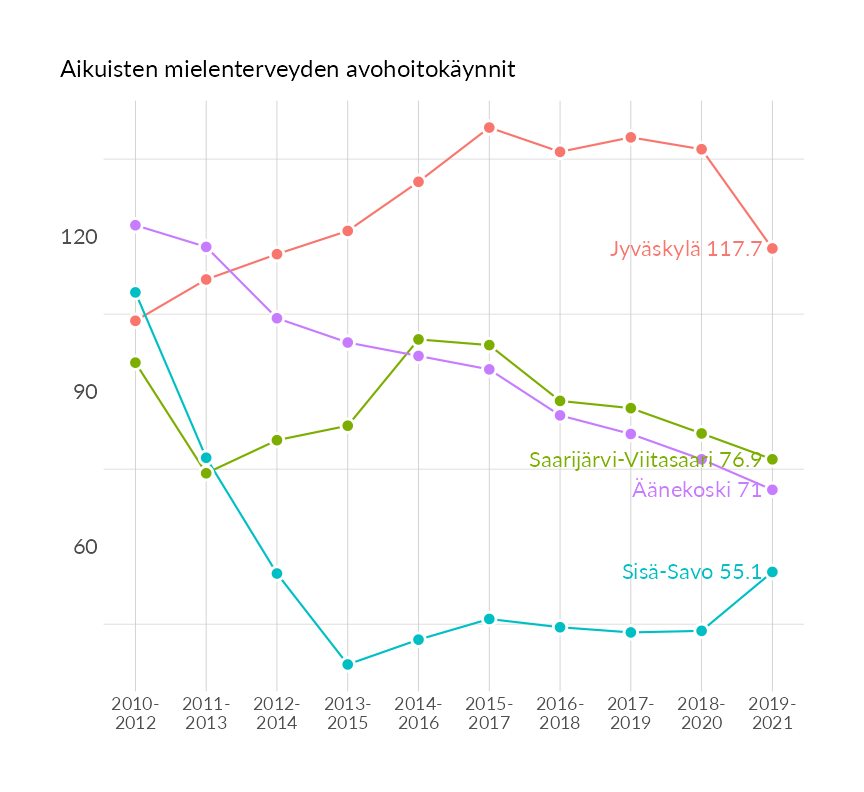 Aikuisten mielenterveyden avohoitokäynnit
120
Jyväskylä 117.7
90
Saarijärvi-Viitasaari 76.9
Äänekoski 71
60
Sisä-Savo 55.1
2010- 2011- 2012- 2013- 2014- 2015- 2016- 2017- 2018- 2019-
2012 2013 2014 2015 2016 2017 2018 2019 2020 2021